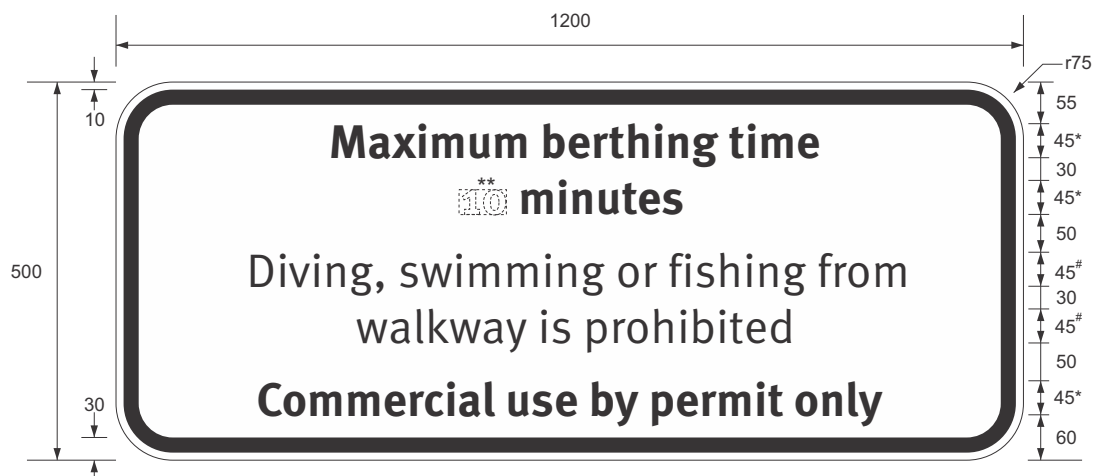 1200
r75
10
55
45*
30
45*
50
45#
30
45#
50
45*
60
500
30
Maximum berthing time
**
10 minutes
Diving, swimming or fishing from
walkway is prohibited
Commercial use by permit only